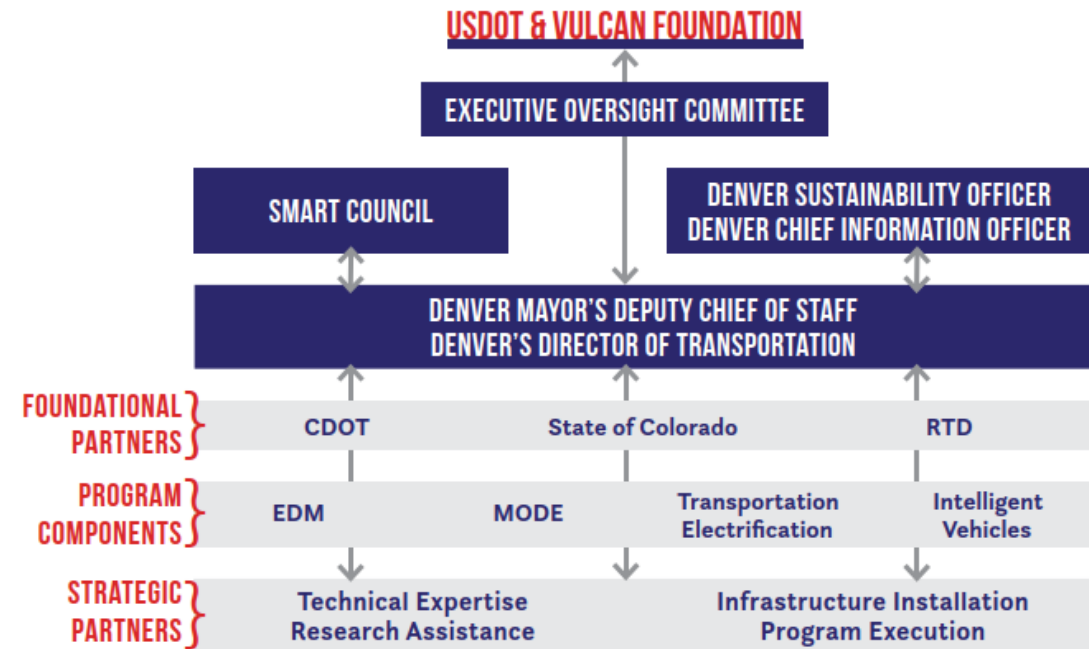 USDOT & VULCAN FOUNDATION
EXECUTIVE OVERSIGHT COMMITTEE
SMART COUNCIL
DENVER SUSTAINABILITY OFFICER
DENVER CHIEF INFORMATION OFFICER
DENVER MAYOR'S DEPUTY CHIEF OF STAFF
DENVER'S DIRECTOR OF TRANSPORTATION
FOUNDATIONAL
PARTNERS
CDOT
State of Colorado
RTD
PROGRAM
COMPONENTS
EDM
MODE
Transportation
Electrification
Intelligent
Vehicles
STRATEGIC
PARTNERS
Technical Expertise
Research Assistance
Infrastructure Installation
Program Execution